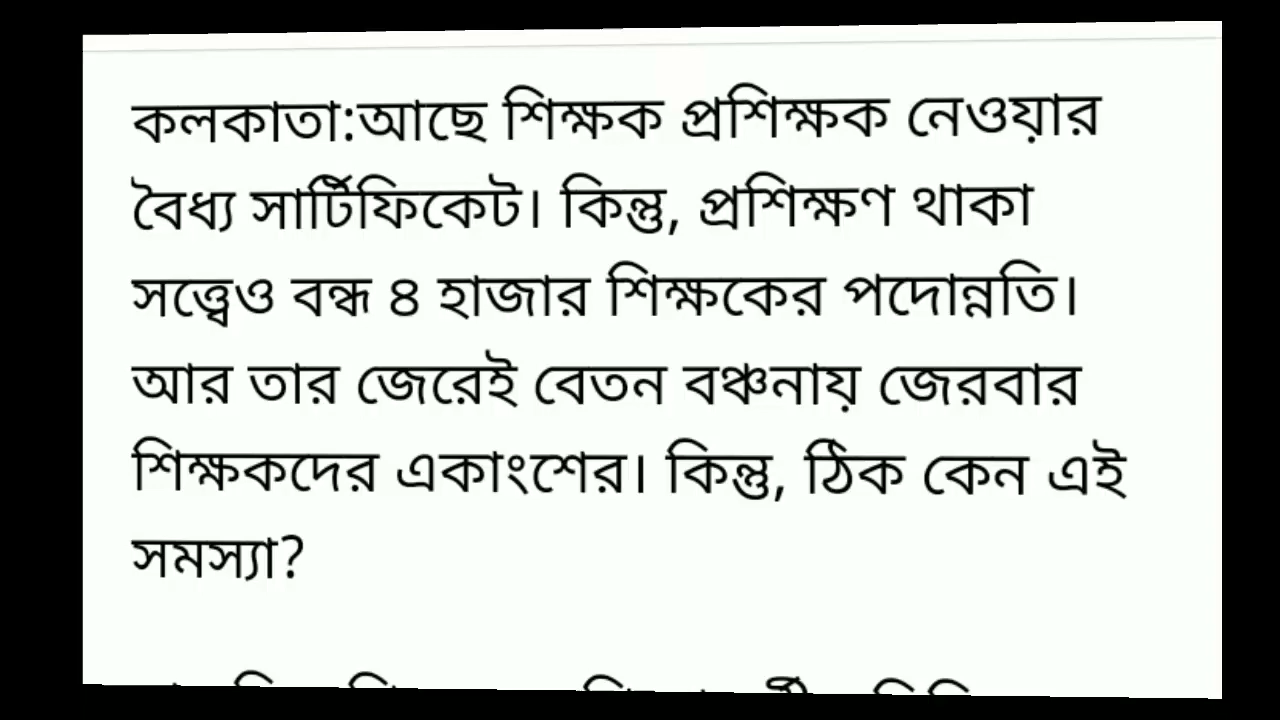 কলকাতা:আছে শিক্ষক প্রশিক্ষক নেওয়ার
বৈধ্য সার্টিফিকেট। কিন্তু, প্রশিক্ষণ থাকা
সত্ত্বেও বন্ধ ৪ হাজার শিক্ষকের পদোন্নতি।
আর তার জেরেই বেতন বঞ্চনায় জেরবার
শিক্ষকদের একাংশের। কিন্তু, ঠিক কেন এই
সমস্যা?